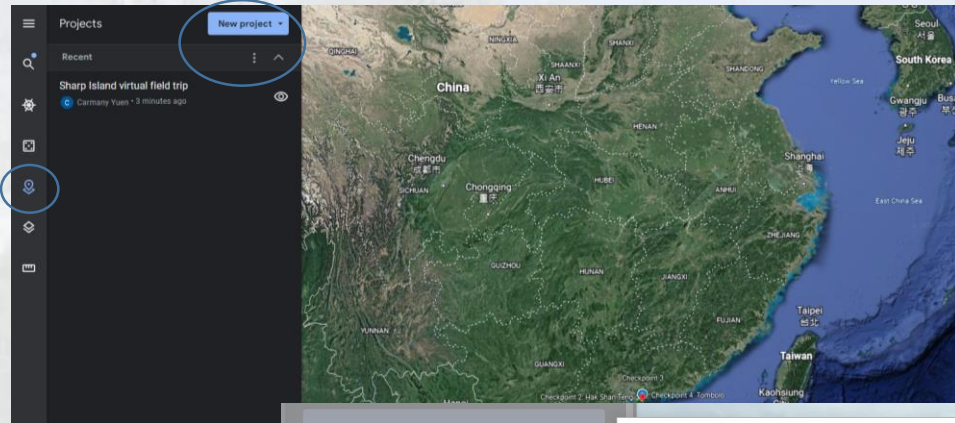 Projects
New project
Recent
Sharp Island virtual field trip
C Carmany Yuen • 3 minutes ago
QINGHAI
NINGXIA
SHANXI
SHAANXI
SHANDONG
China
Xi An
西安市
HENAN
Chengdu
成都市
SICHUAN
Chongqing
重庆
HUBEI
ANHUI
Shanghai
上海
ZHEJIANG
GUIZHOU
HUNAN
JIANGXI
YUNNAN
FUJIAN
GUANGXI
Taipei
台北
Taiwan
Kaohsiung
Checkpoint 3
Checkpoint 2: Hak Shan Teng
Checkpoint 4: Tombolo
Seoul
서울
South Korea
Yellow Sea
Gwangju
광주
Jeju
제주
East China Sea